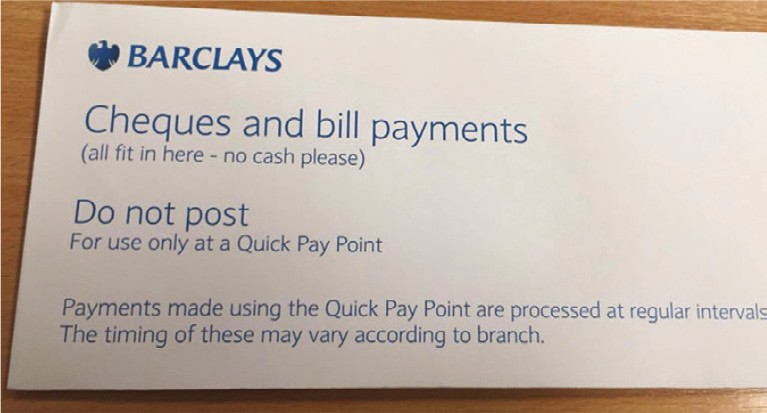 BARCLAYS
Cheques and bill payments
(all fit in here - no cash please)
Do not post
For use only at a Quick Pay Point
Payments made using the Quick Pay Point are processed at regular intervals
The timing of these may vary according to branch.